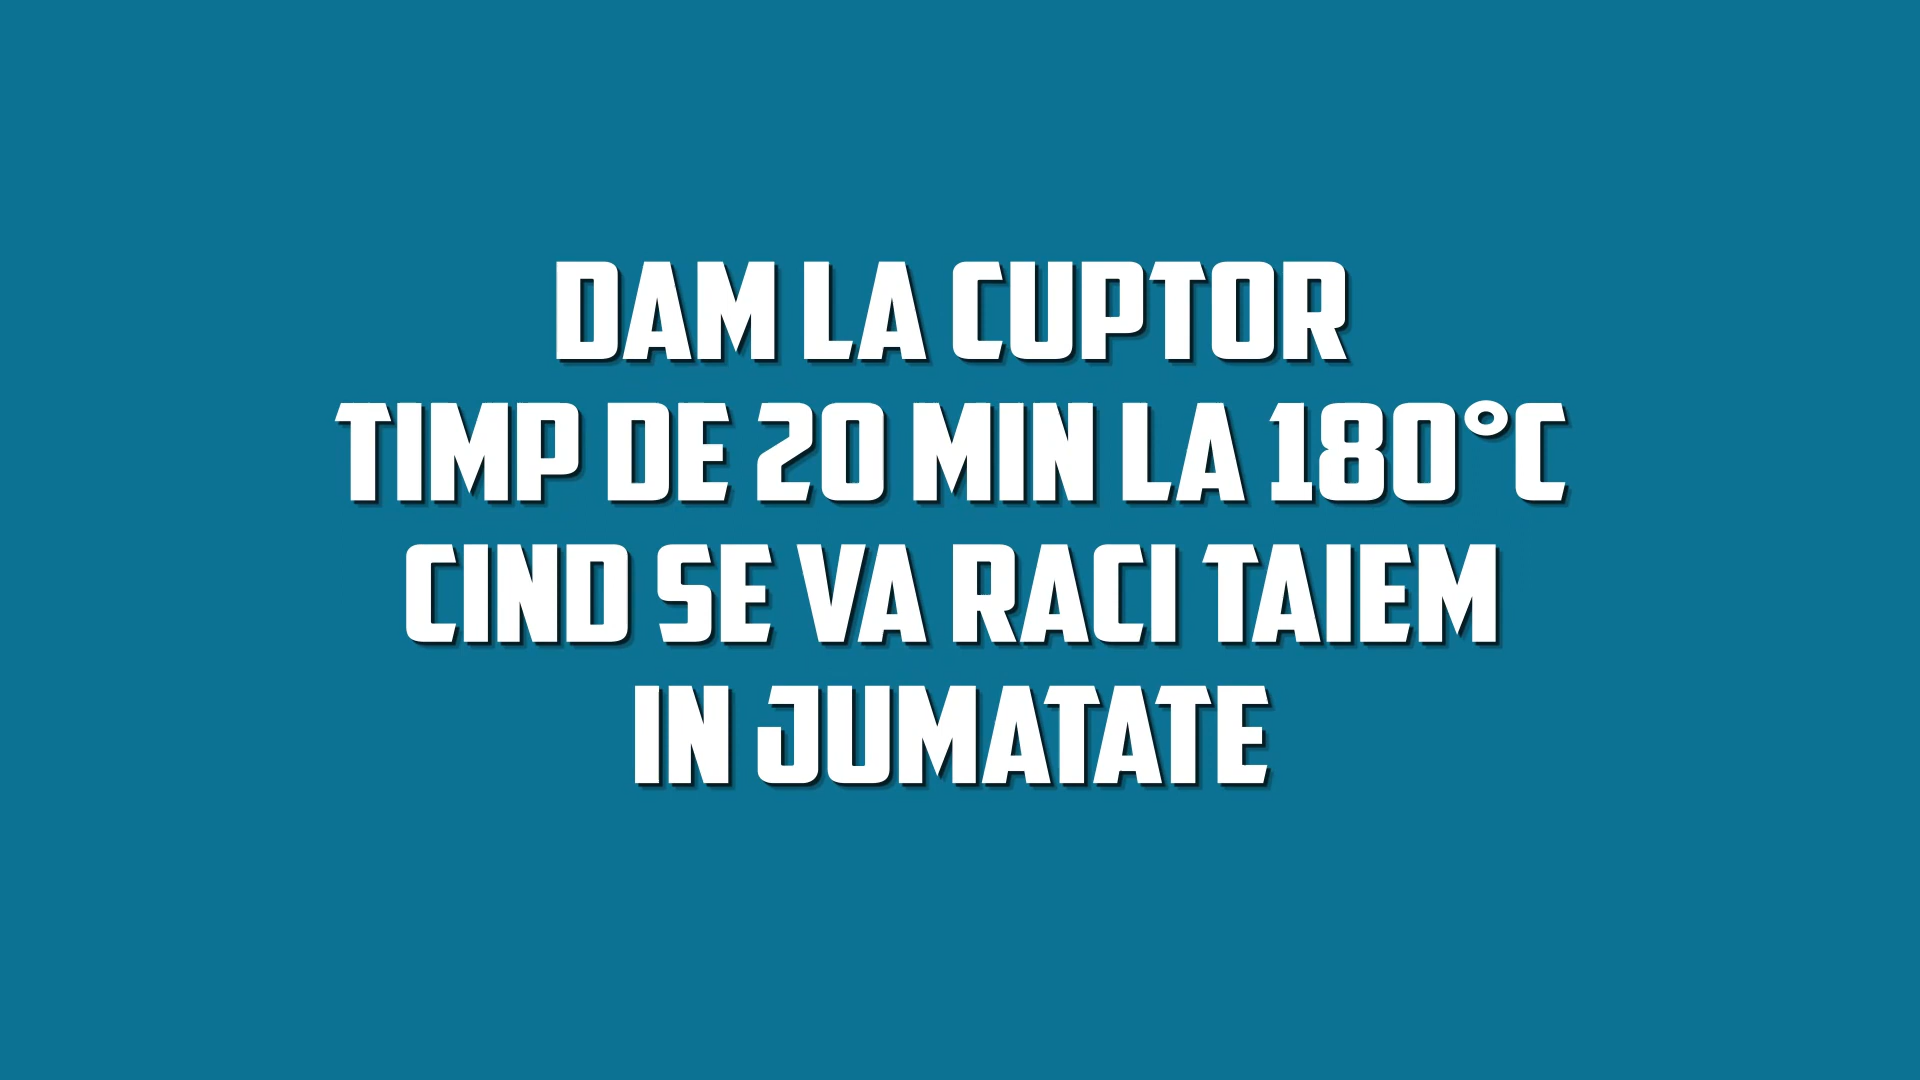 DAM LA CUPTOR
TIMP DE 20 MIN LA 180°C
CIND SE VA RACI TAIEM
IN JUMATATE